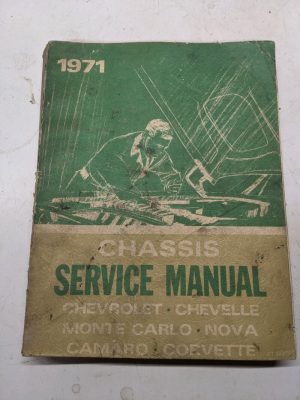 1971
CHASSIS
SERVICE MANUAL
CHEVROLET · CHEVELLE
MONTE CARLO · NOVA
CAMARO · CORVETTE